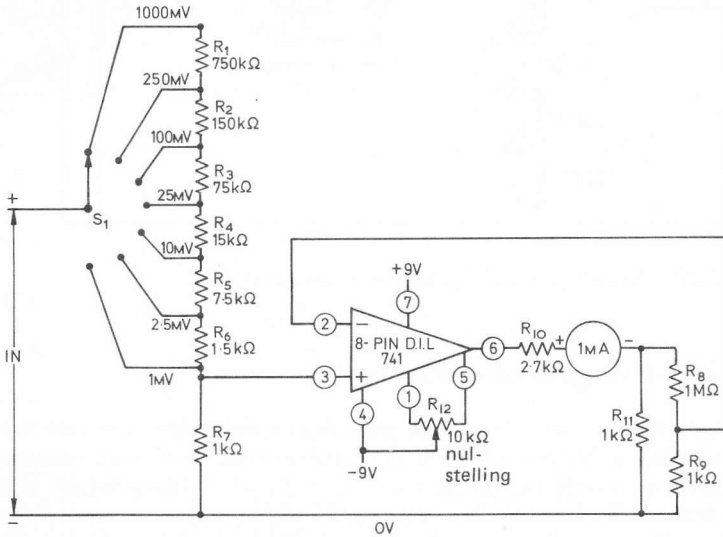 1000MV
R1
750kΩ
250MV
R2
150kΩ
100MV
R3
75kΩ
25MV
R4
15kΩ
10MV
R5
7·5kΩ
2·5MV
R6
1·5kΩ
1MV
R7
1kΩ
+
S1
IN
−
0V
+9V
7
2
−
8-PIN D.I.L
741
3
+
6
5
1
4
R12
10kΩ
nul-
stelling
-9V
R10
2·7kΩ
+
1MA
−
R8
1MΩ
R11
1kΩ
R9
1kΩ